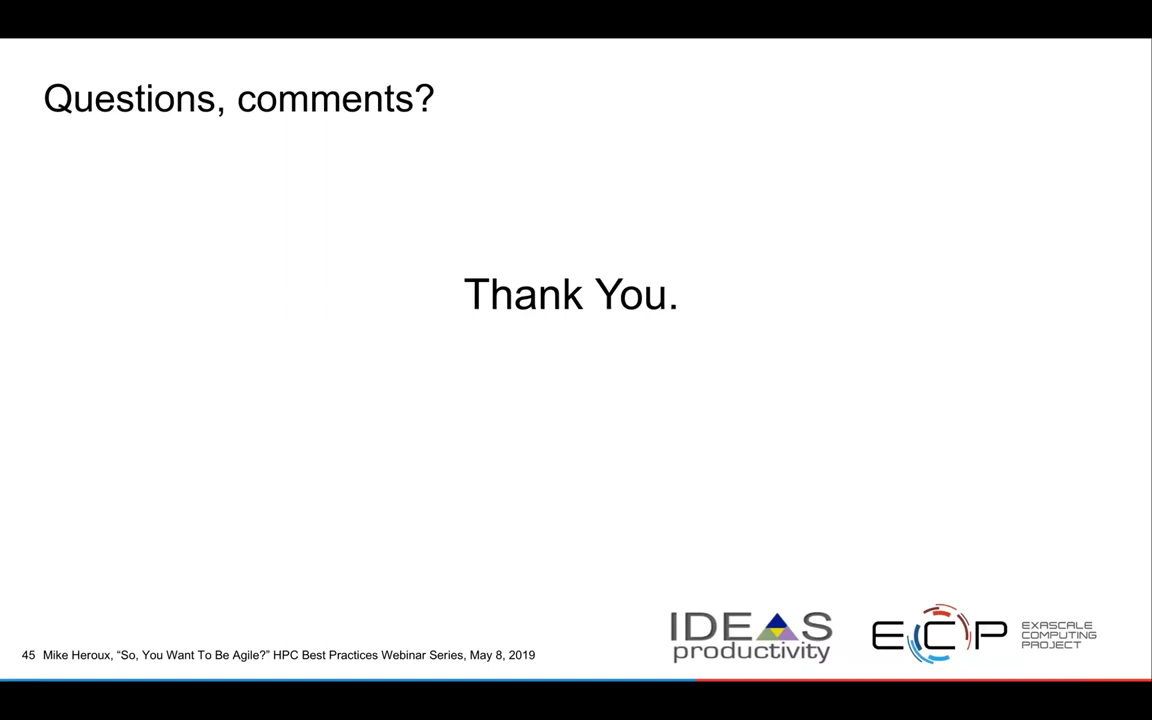 Questions, comments?
Thank You.
45 Mike Heroux, “So, You Want To Be Agile?” HPC Best Practices Webinar Series, May 8, 2019
IDEAS
productivity
ECP
EXASCALE
COMPUTING
PROJECT